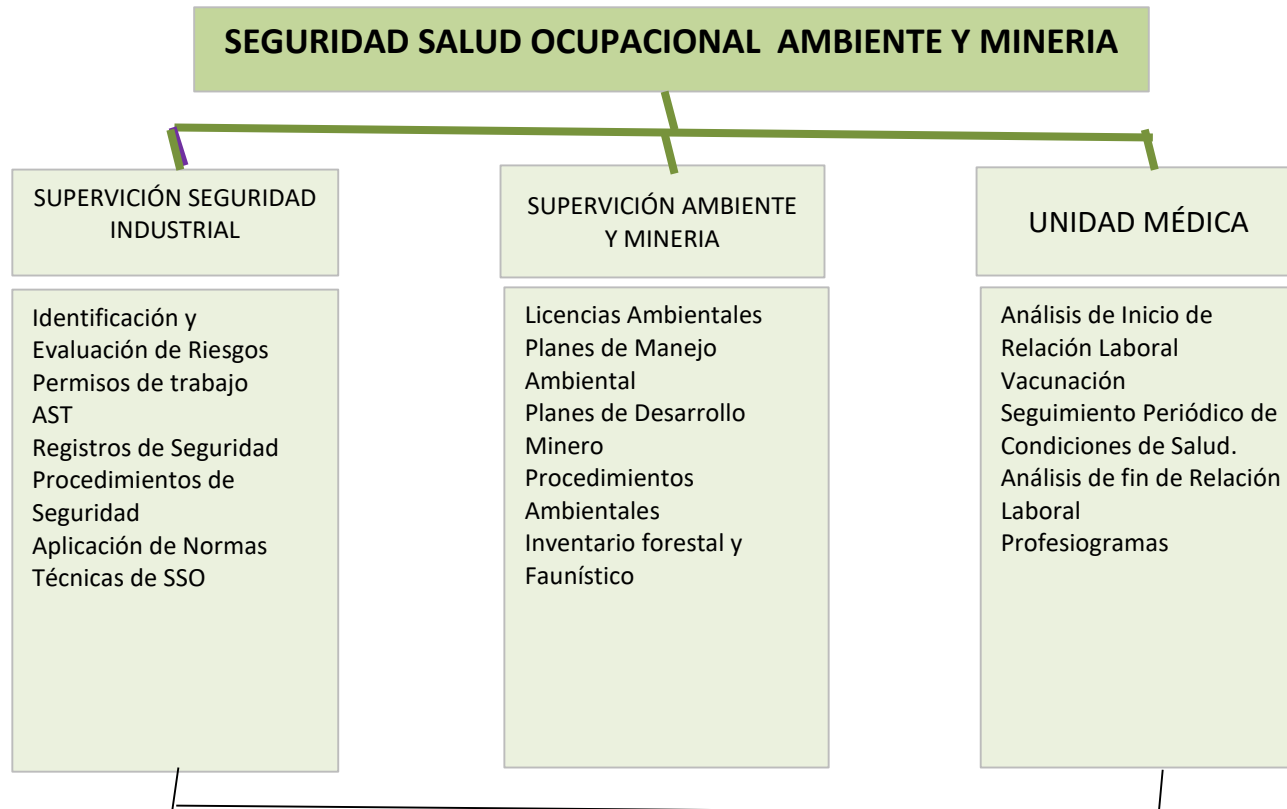 SEGURIDAD SALUD OCUPACIONAL  AMBIENTE Y MINERIA
SUPERVICIÓN SEGURIDAD
INDUSTRIAL
Identificación y
Evaluación de Riesgos
Permisos de trabajo
AST
Registros de Seguridad
Procedimientos de
Seguridad
Aplicación de Normas
Técnicas de SSO
SUPERVICIÓN AMBIENTE
Y MINERIA
Licencias Ambientales
Planes de Manejo
Ambiental
Planes de Desarrollo
Minero
Procedimientos
Ambientales
Inventario forestal y
Faunístico
UNIDAD MÉDICA
Análisis de Inicio de
Relación Laboral
Vacunación
Seguimiento Periódico de
Condiciones de Salud.
Análisis de fin de Relación
Laboral
Profesiogramas